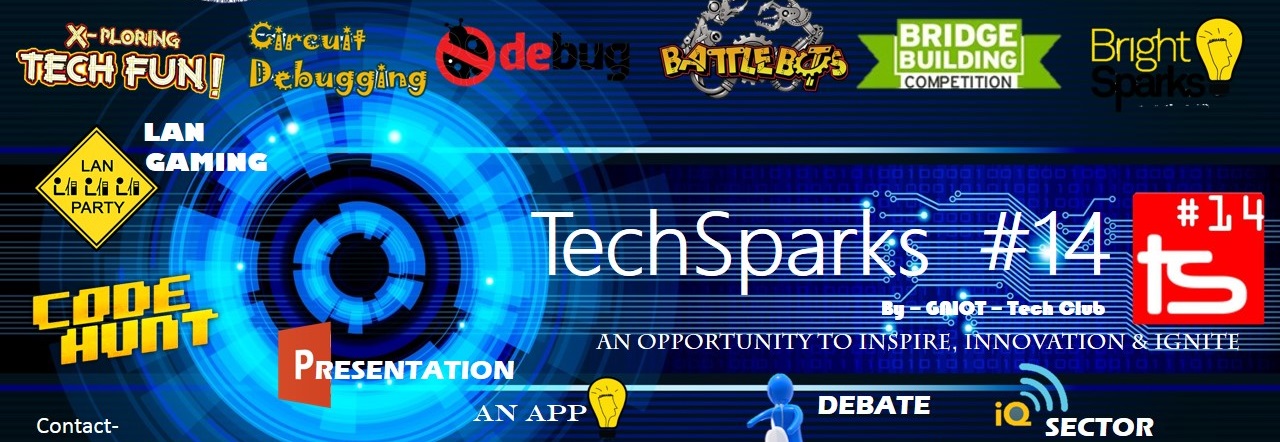 X-PLORING
TECH FUN!
Circuit
Debugging
debug
BATTLEBOTS
BRIDGE
BUILDING
COMPETITION
Bright
Sparks
LAN
GAMING
LAN
PARTY
TechSparks #14
#14
ts
By - GNIOT - Tech Club
AN OPPORTUNITY TO INSPIRE, INNOVATION & IGNITE
CODE
HUNT
PRESENTATION
AN APP
DEBATE
iQ
SECTOR
Contact-